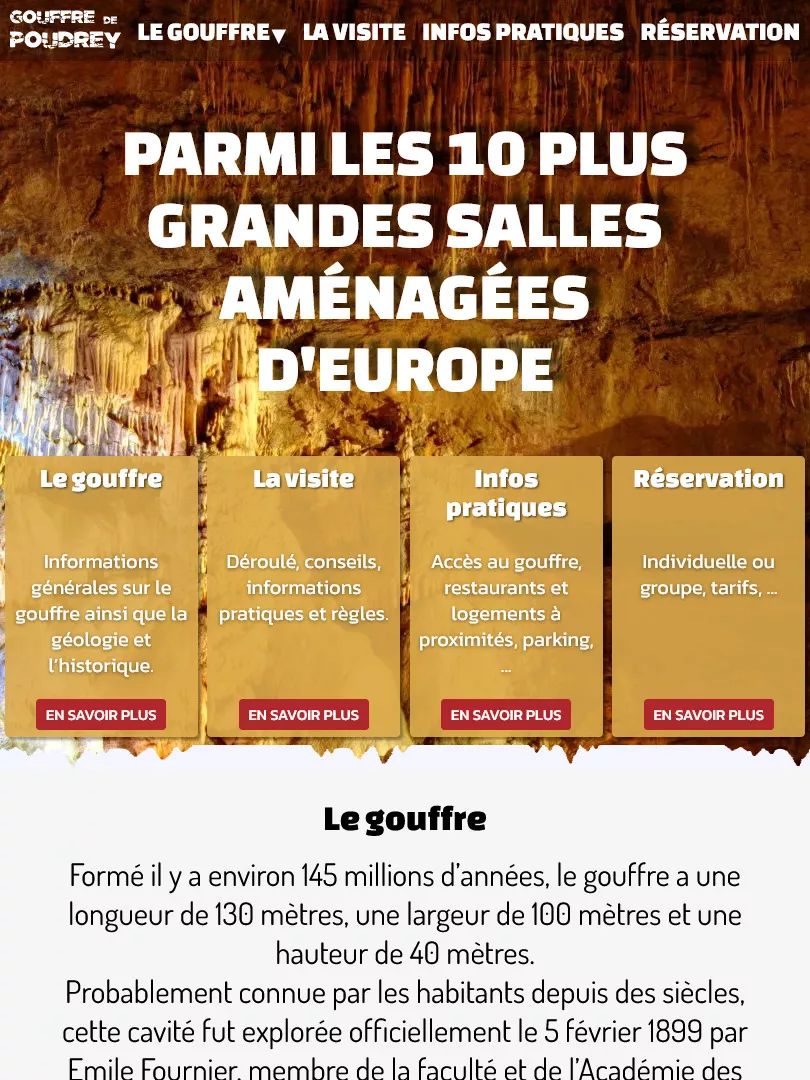 GOUFFRE DE
POUDREY
LE GOUFFRE▼ LA VISITE INFOS PRATIQUES RÉSERVATION
PARMI LES 10 PLUS
GRANDES SALLES
AMÉNAGÉES
D'EUROPE
Le gouffre
Informations
générales sur le
gouffre ainsi que la
géologie et
l’historique.
EN SAVOIR PLUS
La visite
Déroulé, conseils,
informations
pratiques et règles.
EN SAVOIR PLUS
Infos
pratiques
Accès au gouffre,
restaurants et
logements à
proximités, parking,
...
EN SAVOIR PLUS
Réservation
Individuelle ou
groupe, tarifs, ...
EN SAVOIR PLUS
Le gouffre
Formé il y a environ 145 millions d’années, le gouffre a une
longueur de 130 mètres, une largeur de 100 mètres et une
hauteur de 40 mètres.
Probablement connue par les habitants depuis des siècles,
cette cavité fut explorée officiellement le 5 février 1899 par
Emile Fournier, membre de la faculté et de l’Académie des